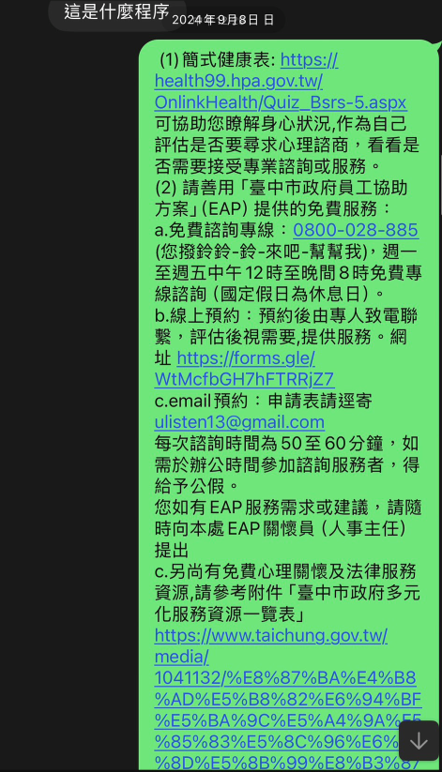 這是什麼程序
2024年9月8日 日
(1)簡式健康表: https://
health99.hpa.gov.tw/
OnlinkHealth/Quiz_Bsrs-5.aspx
可協助您瞭解身心狀況,作為自己
評估是否要尋求心理諮商，看看是
否需要接受專業諮詢或服務。
(2) 請善用「臺中市政府員工協助
方案」(EAP) 提供的免費服務：
a.免費諮詢專線：0800-028-885
(您撥鈴鈴-鈴-來吧-幫幫我)，週一
至週五中午12時至晚間8時免費專
線諮詢（國定假日為休息日）。
b.線上預約：預約後由專人致電聯
繫，評估後視需要,提供服務。網
址 https://forms.gle/
WtMcfbGH7hFTRRjZ7
c.email預約：申請表請逕寄
ulisten13@gmail.com
每次諮詢時間為50至60分鐘，如
需於辦公時間參加諮詢服務者，得
給予公假。
您如有EAP服務需求或建議，請隨
時向本處EAP關懷員（人事主任）
提出
c.另尚有免費心理關懷及法律服務
資源,請參考附件「臺中市政府多元
化服務資源一覽表」
https://www.taichung.gov.tw/
media/
1041132/%E8%87%BA%E4%B8
%AD%E5%B8%82%E6%94%BF
%E5%BA%9C%E5%A4%9A%E5
%85%83%E5%8C%96%E6%
%8D%E5%8B%99%E8%B3%87